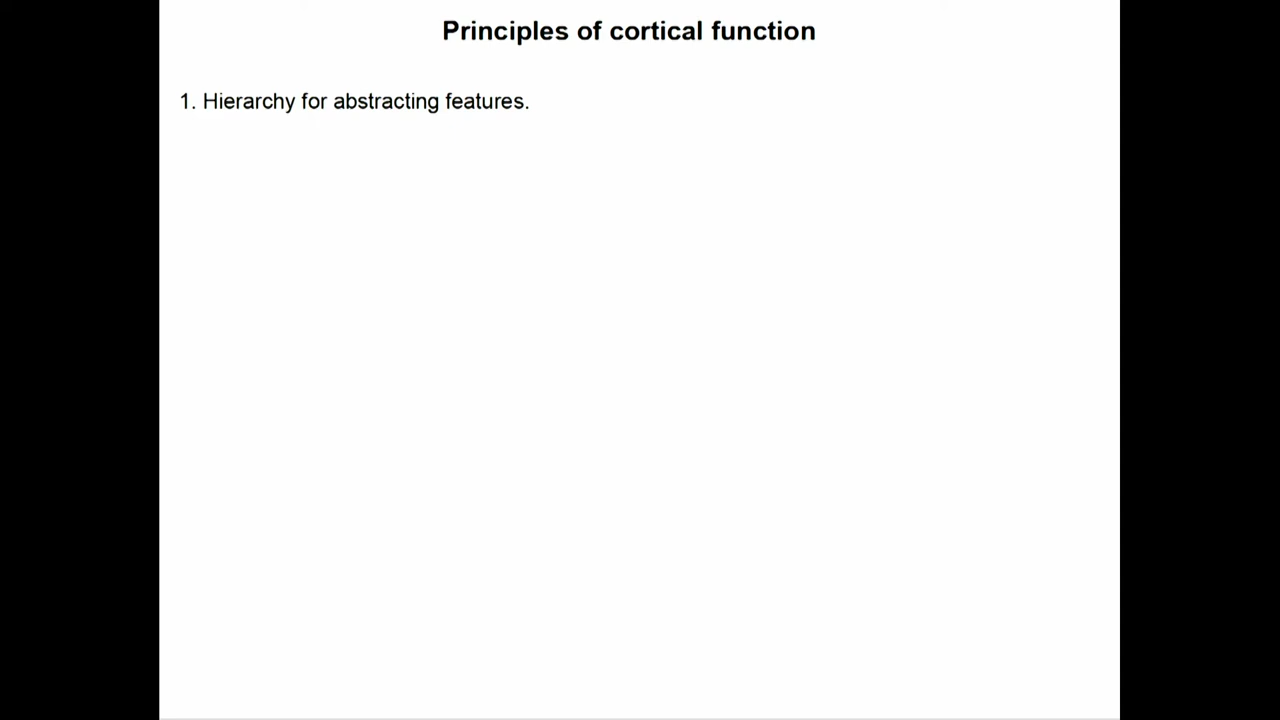 Principles of cortical function
1. Hierarchy for abstracting features.